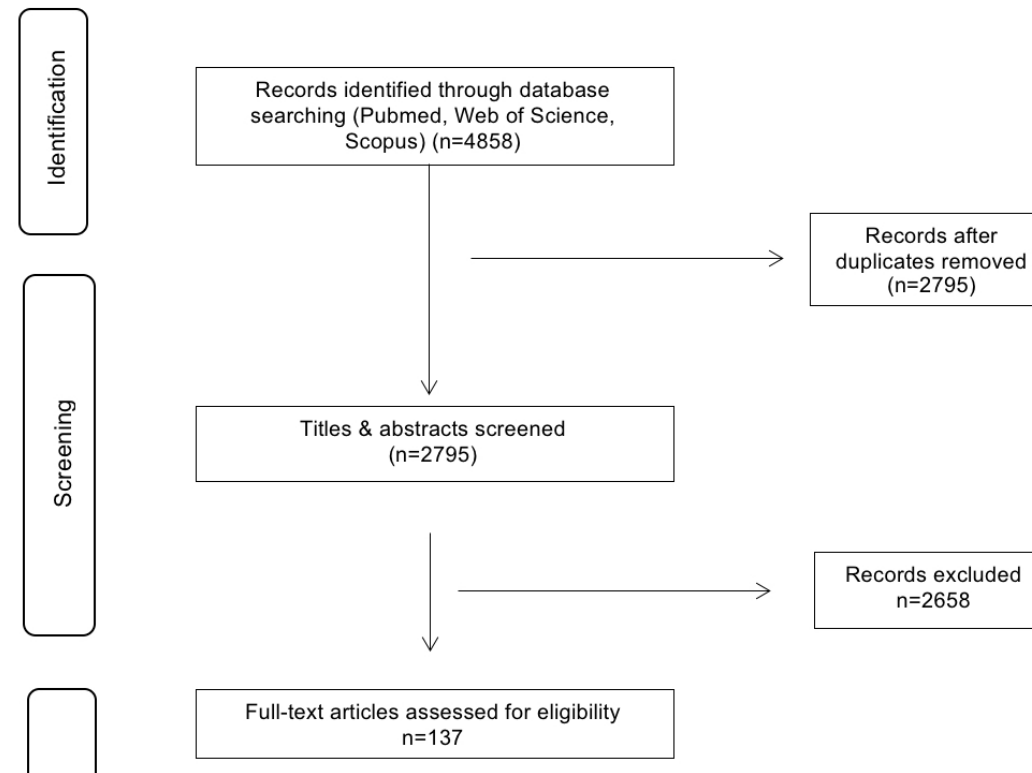 Identification
Records identified through database
searching (Pubmed, Web of Science,
Scopus) (n=4858)
Records after
duplicates removed
(n=2795)
Screening
Titles & abstracts screened
(n=2795)
Records excluded
n=2658
Full-text articles assessed for eligibility
n=137